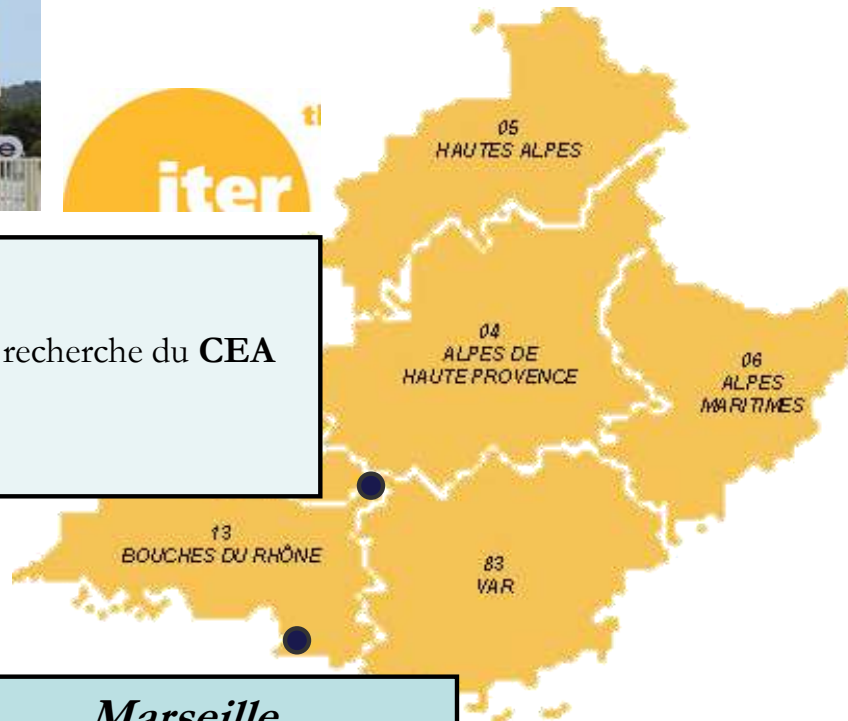 iter
05
HAUTES ALPES
recherche du CEA
04
ALPES DE
HAUTE PROVENCE
06
ALPES
MARITIMES
13
BOUCHES DU RHÔNE
83
VAR
Marseille